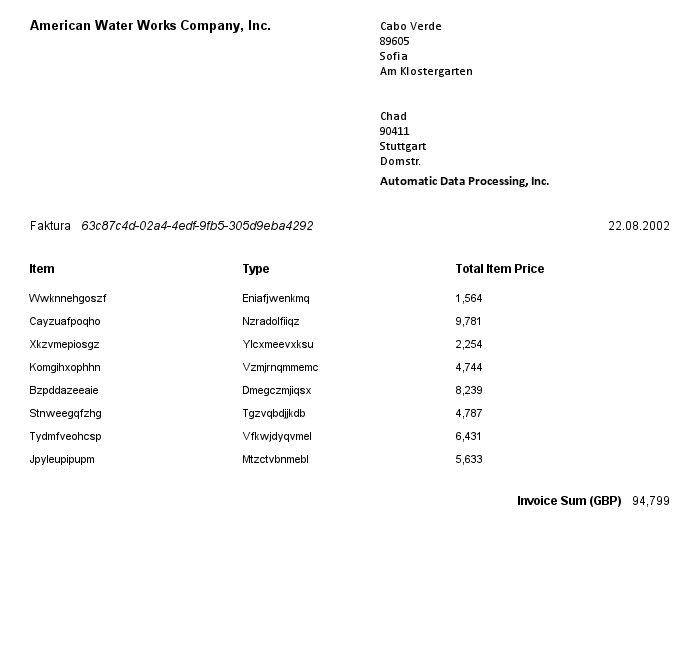 American Water Works Company, Inc.
Cabo Verde
89605
Sofia
Am Klostergarten
Chad
90411
Stuttgart
Domstr.
Automatic Data Processing, Inc.
Faktura 63c87c4d-02a4-4edf-9fb5-305d9eba4292 22.08.2002
Item Type Total Item Price
Wwknnehgoszf Eniafjwenkmq 1,564
Cayzuafpoqho Nzradolfiiqz 9,781
Xkzvmepiosgz Ylcxmeevxksu 2,254
Komgihxophhn Vzmjrnqmmemc 4,744
Bzpddazeeaie Dmegczmjiqsx 8,239
Stnweegqfzhg Tgzvqbdjjkdb 4,787
Tydmfveohcsp Vfkwjdyqvmel 6,431
Jpyleupipupm Mtzctvbnmebl 5,633
Invoice Sum (GBP) 94,799